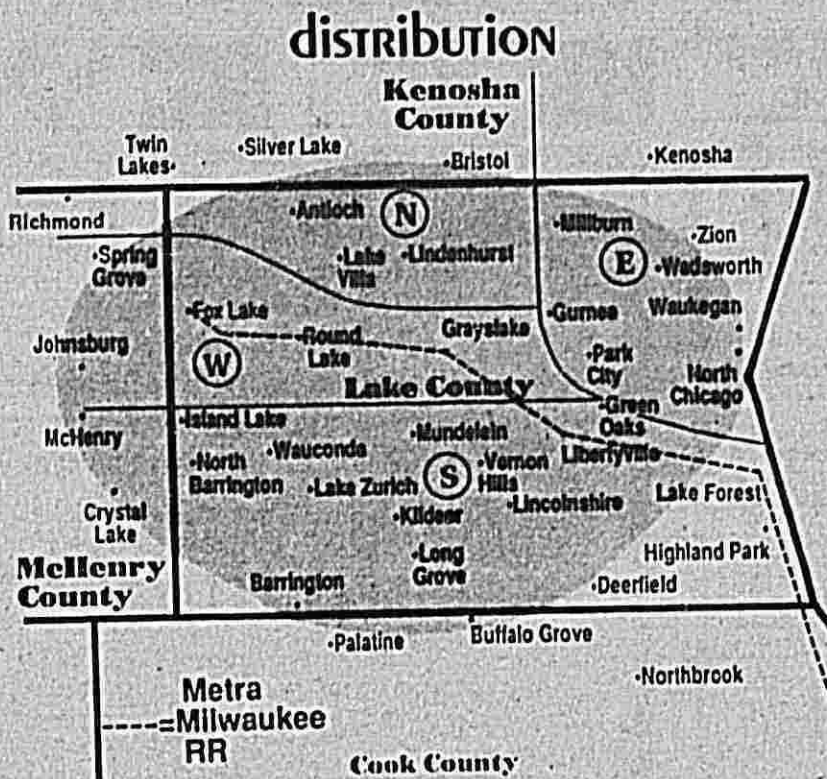 distribution
Kenosha
County
Twin
Lakes
Silver Lake
Bristol
Kenosha
Richmond
Antioch
N
Millburn
Zion
Spring
Grove
Lake
Villa
Lindenhurst
E
Wadsworth
Fox Lake
Gurnee
Waukegan
Grayslake
Johnsburg
W
Round
Lake
Park
City
North
Chicago
Lake County
McHenry
Island Lake
Green
Oaks
Mundelein
Wauconda
Libertyville
North
Barrington
Lake Zurich
S
Vernon
Hills
Lake Forest
Lincolnshire
Crystal
Lake
Kildeer
Highland Park
Long
Grove
McHenry
County
Barrington
Deerfield
Palatine
Buffalo Grove
Northbrook
Metra
----=Milwaukee
RR
Cook County